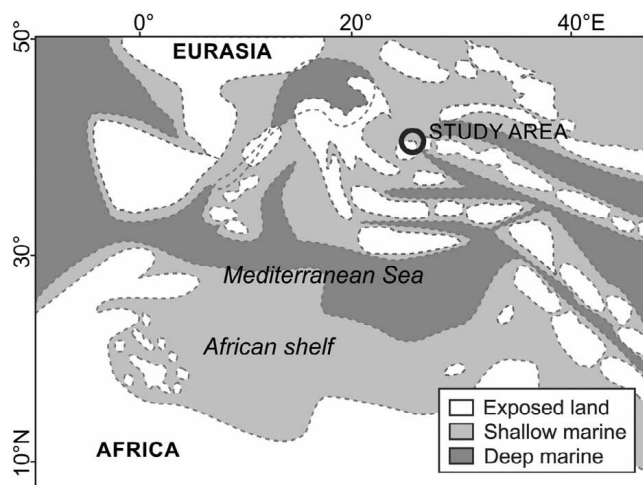 0° 20° 40°E
50°
EURASIA
STUDY AREA
30°
Mediterranean Sea
African shelf
AFRICA
10°N
Exposed land
Shallow marine
Deep marine